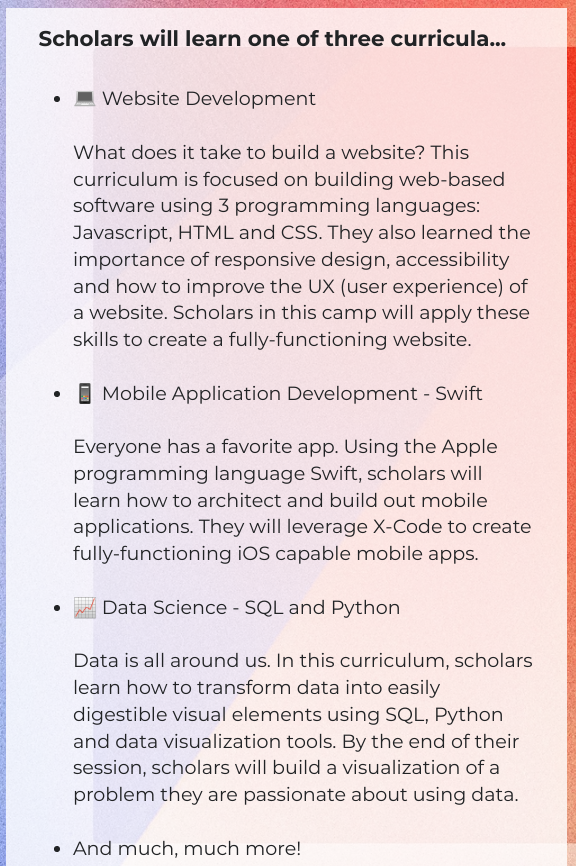 Scholars will learn one of three curricula...
• 💻 Website Development
What does it take to build a website? This
curriculum is focused on building web-based
software using 3 programming languages:
Javascript, HTML and CSS. They also learned the
importance of responsive design, accessibility
and how to improve the UX (user experience) of
a website. Scholars in this camp will apply these
skills to create a fully-functioning website.
• 📱 Mobile Application Development - Swift
Everyone has a favorite app. Using the Apple
programming language Swift, scholars will
learn how to architect and build out mobile
applications. They will leverage X-Code to create
fully-functioning iOS capable mobile apps.
• 📈 Data Science - SQL and Python
Data is all around us. In this curriculum, scholars
learn how to transform data into easily
digestible visual elements using SQL, Python
and data visualization tools. By the end of their
session, scholars will build a visualization of a
problem they are passionate about using data.
• And much, much more!